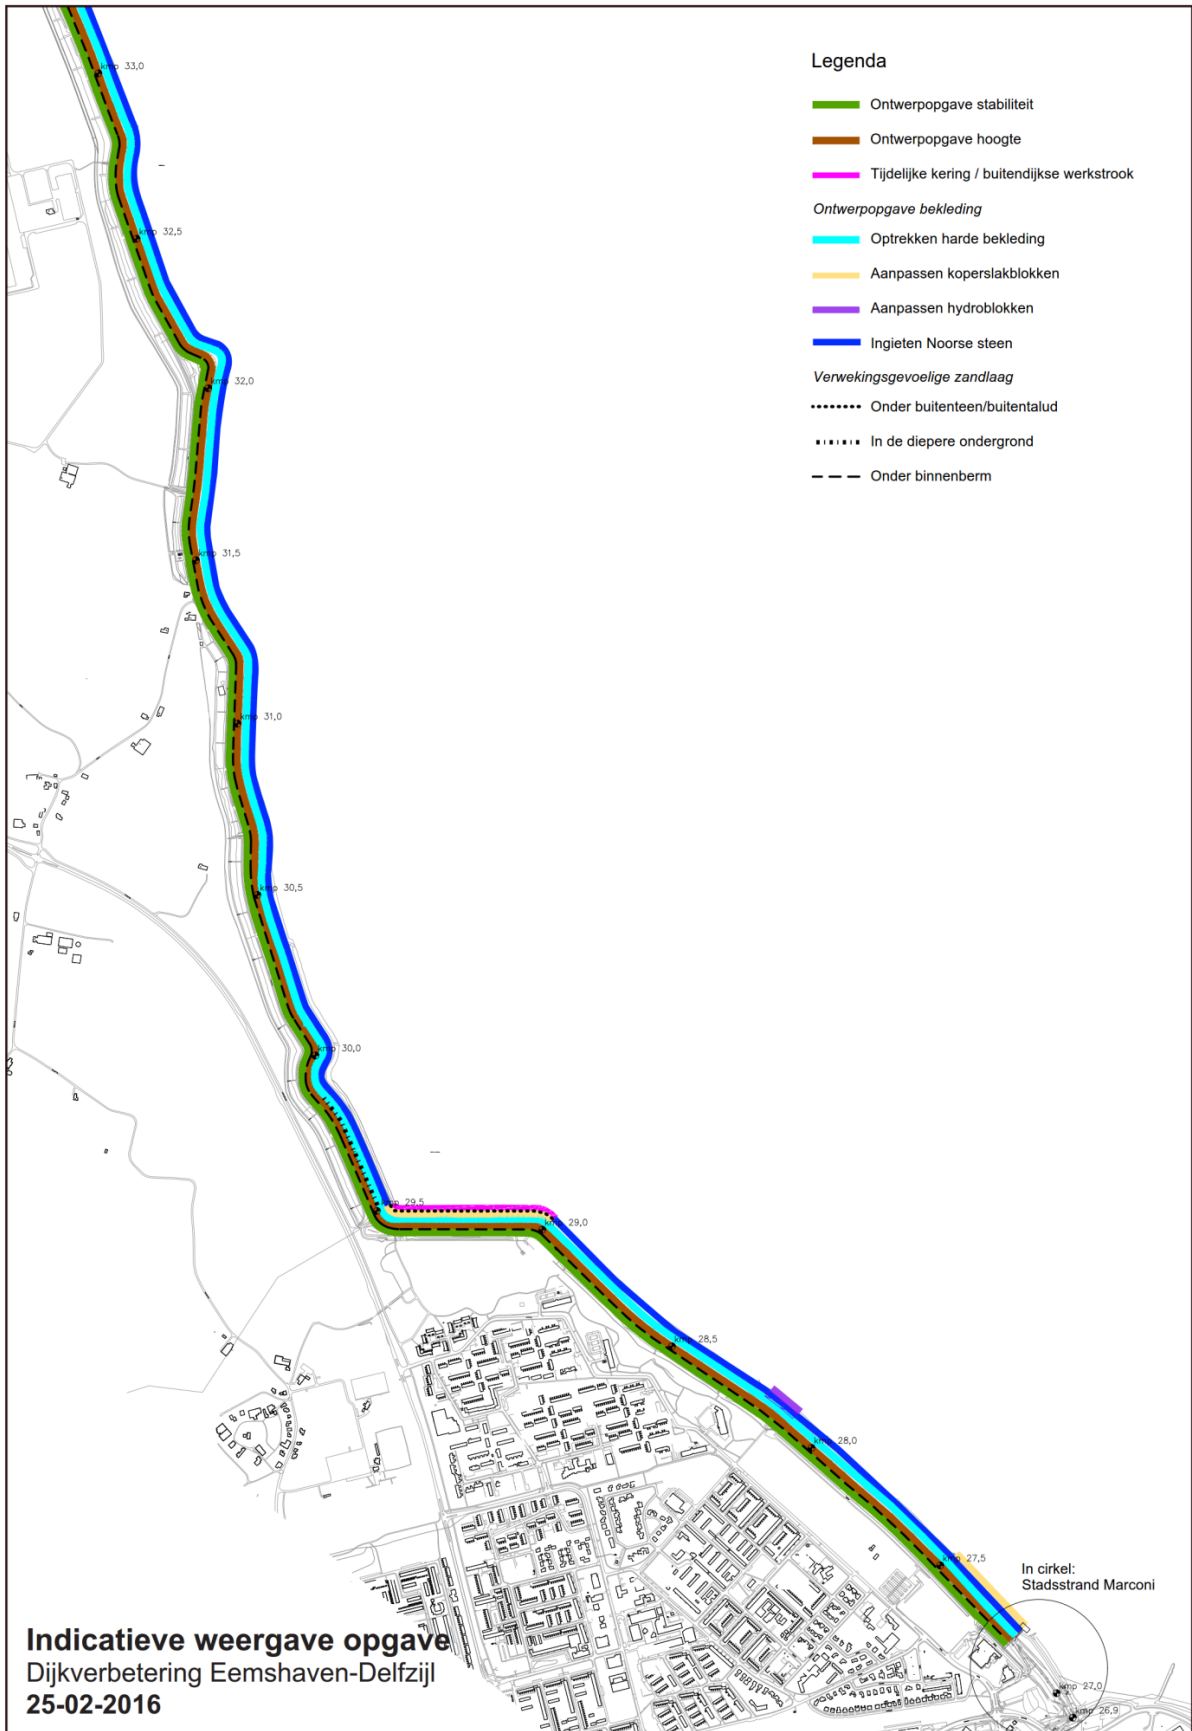 Legenda
Ontwerpopgave stabiliteit
Ontwerpopgave hoogte
Tijdelijke kering / buitendijkse werkstrook
Ontwerpopgave bekleding
Optrekken harde bekleding
Aanpassen koperslakblokken
Aanpassen hydroblokken
Ingieten Noorse steen
Verwekingsgevoelige zandlaag
Onder buitenteen/buitentalud
In de diepere ondergrond
Onder binnenberm
kmp 33,0
kmp 32,5
kmp 32,0
kmp 31,5
kmp 31,0
kmp 30,5
kmp 30,0
kmp 29,5
kmp 29,0
kmp 28,5
kmp 28,0
kmp 27,5
In cirkel:
Stadsstrand Marconi
kmp 27,0
kmp 26,9
Indicatieve weergave opgave
Dijkverbetering Eemshaven-Delfzijl
25-02-2016